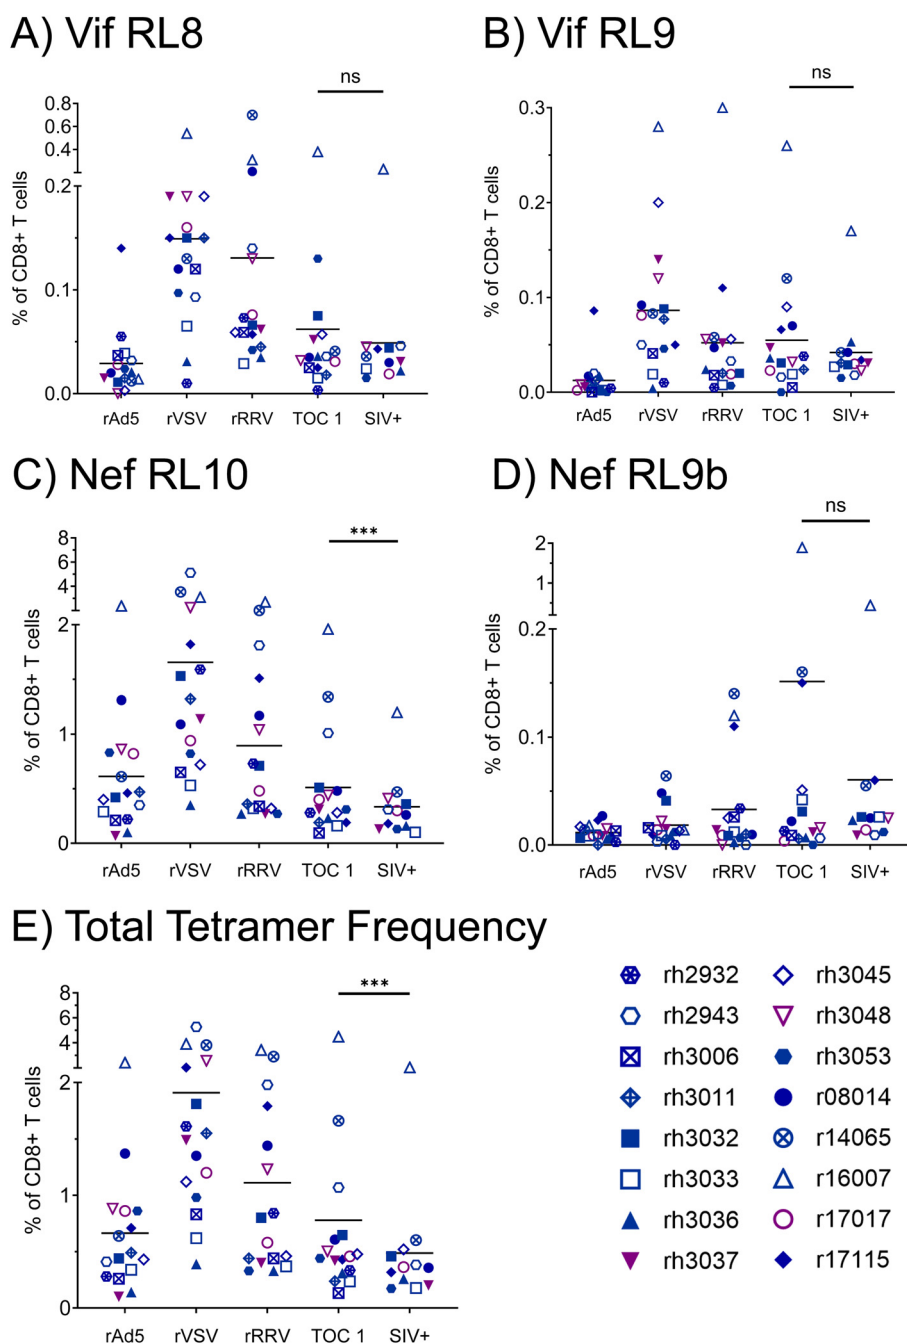 A) Vif RL8
ns
0.8
0.6
0.4
0.2
0.1
0.0
% of CD8+ T cells
rAd5 rVSV rRRV TOC 1 SIV+
B) Vif RL9
ns
0.3
0.2
0.1
0.0
% of CD8+ T cells
rAd5 rVSV rRRV TOC 1 SIV+
C) Nef RL10
***
8
6
4
2
1
0
% of CD8+ T cells
rAd5 rVSV rRRV TOC 1 SIV+
D) Nef RL9b
ns
2
1
0.2
0.1
0.0
% of CD8+ T cells
rAd5 rVSV rRRV TOC 1 SIV+
E) Total Tetramer Frequency
***
8
6
4
2
1
0
% of CD8+ T cells
rAd5 rVSV rRRV TOC 1 SIV+
rh2932
rh2943
rh3006
rh3011
rh3032
rh3033
rh3036
rh3037
rh3045
rh3048
rh3053
r08014
r14065
r16007
r17017
r17115